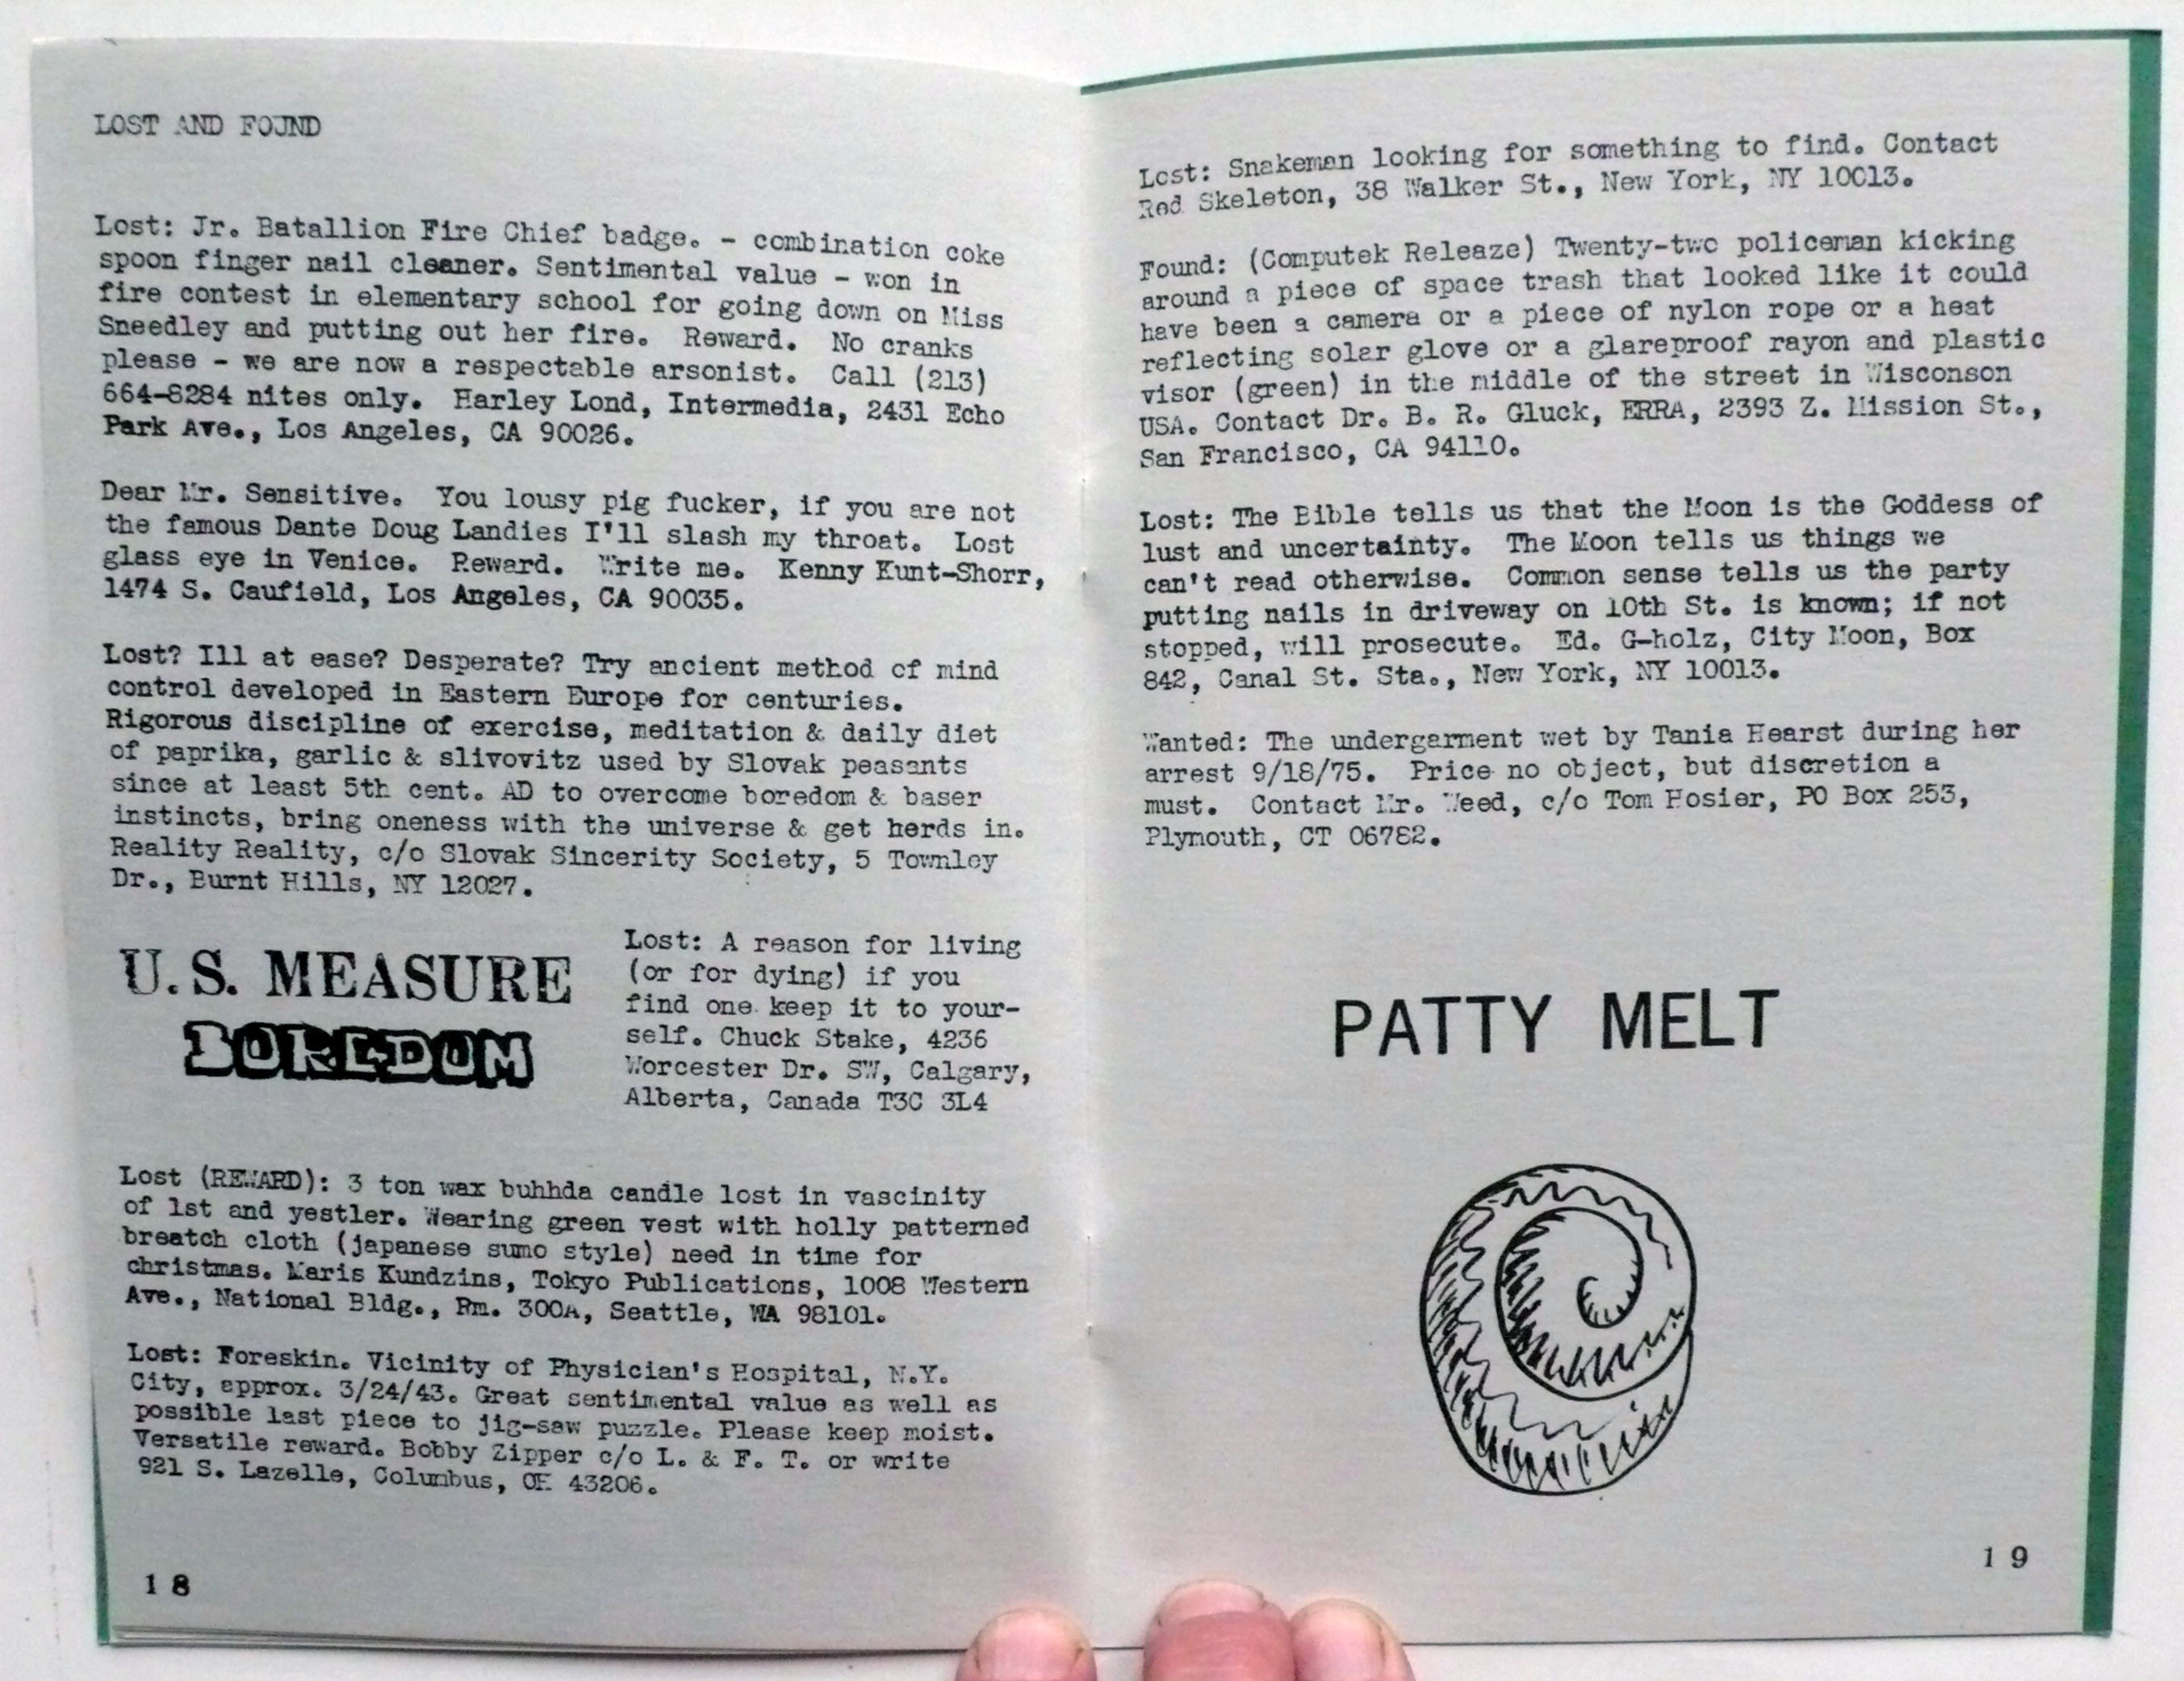 LOST AND FOUND
Lost: Jr. Batallion Fire Chief badge. - combination coke
spoon finger nail cleaner. Sentimental value - won in
fire contest in elementary school for going down on Miss
Sneedley and putting out her fire. Reward. No cranks
please - we are now a respectable arsonist. Call (213)
664-8284 nites only. Harley Lond, Intermedia, 2431 Echo
Park Ave., Los Angeles, CA 90026.
Dear Mr. Sensitive. You lousy pig fucker, if you are not
the famous Dante Doug Landies I'll slash my throat. Lost
glass eye in Venice. Reward. Write me. Kenny Kunt-Shorr,
1474 S. Caufield, Los Angeles, CA 90035.
Lost? Ill at ease? Desperate? Try ancient method of mind
control developed in Eastern Europe for centuries.
Rigorous discipline of exercise, meditation & daily diet
of paprika, garlic & slivovitz used by Slovak peasants
since at least 5th cent. AD to overcome boredom & baser
instincts, bring oneness with the universe & get herds in.
Reality Reality, c/o Slovak Sincerity Society, 5 Townley
Dr., Burnt Hills, NY 12027.
U.S. MEASURE
BOREDOM
Lost: A reason for living
(or for dying) if you
find one keep it to your-
self. Chuck Stake, 4236
Worcester Dr. SW, Calgary,
Alberta, Canada T3C 3L4
Lost (REWARD): 3 ton wax buhhda candle lost in vascinity
of 1st and yestler. Wearing green vest with holly patterned
breatch cloth (japanese sumo style) need in time for
christmas. Maris Kundzins, Tokyo Publications, 1008 Western
Ave., National Bldg., Rm. 300A, Seattle, WA 98101.
Lost: Foreskin. Vicinity of Physician's Hospital, N.Y.
City, approx. 3/24/43. Great sentimental value as well as
possible last piece to jig-saw puzzle. Please keep moist.
Versatile reward. Bobby Zipper c/o L. & F. T. or write
921 S. Lazelle, Columbus, OH 43206.
18
Lost: Snakeman looking for something to find. Contact
Red Skeleton, 38 Walker St., New York, NY 10013.
Found: (Computek Releaze) Twenty-two policeman kicking
around a piece of space trash that looked like it could
have been a camera or a piece of nylon rope or a heat
reflecting solar glove or a glareproof rayon and plastic
visor (green) in the middle of the street in Wisconson
USA. Contact Dr. B. R. Gluck, ERRA, 2393 Z. Mission St.,
San Francisco, CA 94110.
Lost: The Bible tells us that the Moon is the Goddess of
lust and uncertainty. The Moon tells us things we
can't read otherwise. Common sense tells us the party
putting nails in driveway on 10th St. is known; if not
stopped, will prosecute. Ed. G-holz, City Moon, Box
842, Canal St. Sta., New York, NY 10013.
Wanted: The undergarment wet by Tania Hearst during her
arrest 9/18/75. Price no object, but discretion a
must. Contact Mr. Weed, c/o Tom Hosier, PO Box 253,
Plymouth, CT 06782.
PATTY MELT
19